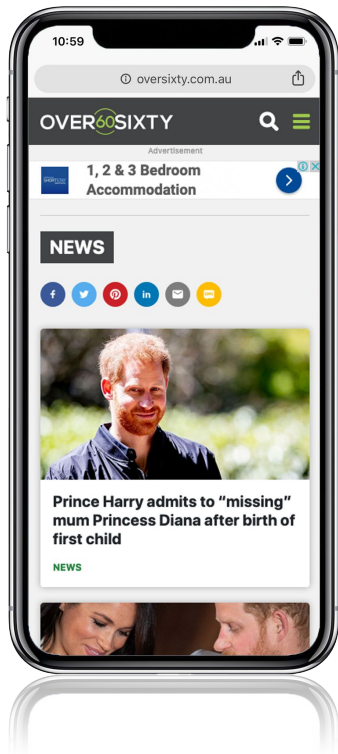 10:59
oversixty.com.au
OVER60SIXTY
Advertisement
1, 2 & 3 Bedroom
Accommodation
NEWS
f
in
Prince Harry admits to “missing”
mum Princess Diana after birth of
first child
NEWS